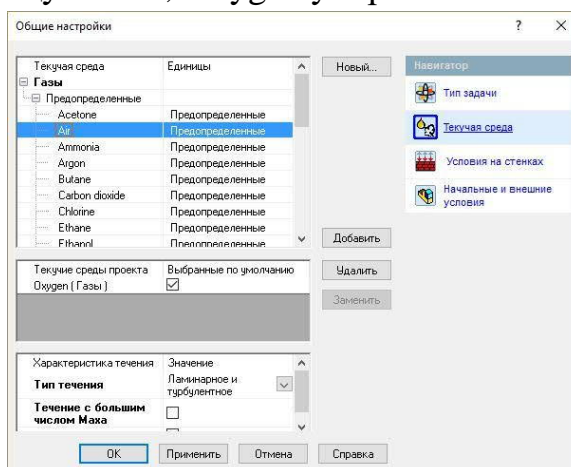 Общие настройки
? ×
Текучая среда Единицы
Газы
Предопределенные
Acetone Предопределенные
Air Предопределенные
Ammonia Предопределенные
Argon Предопределенные
Butane Предопределенные
Carbon dioxide Предопределенные
Chlorine Предопределенные
Ethane Предопределенные
Ethanol Предопределенные
Новый...
Добавить
Текучие среды проекта Выбранные по умолчанию
Oxygen ( Газы )
Удалить
Заменить
Характеристика течения Значение
Тип течения Ламинарное и
турбулентное
Течение с большим
числом Маха
OK Применить Отмена Справка
Навигатор
Тип задачи
Текучая среда
Условия на стенках
Начальные и внешние
условия